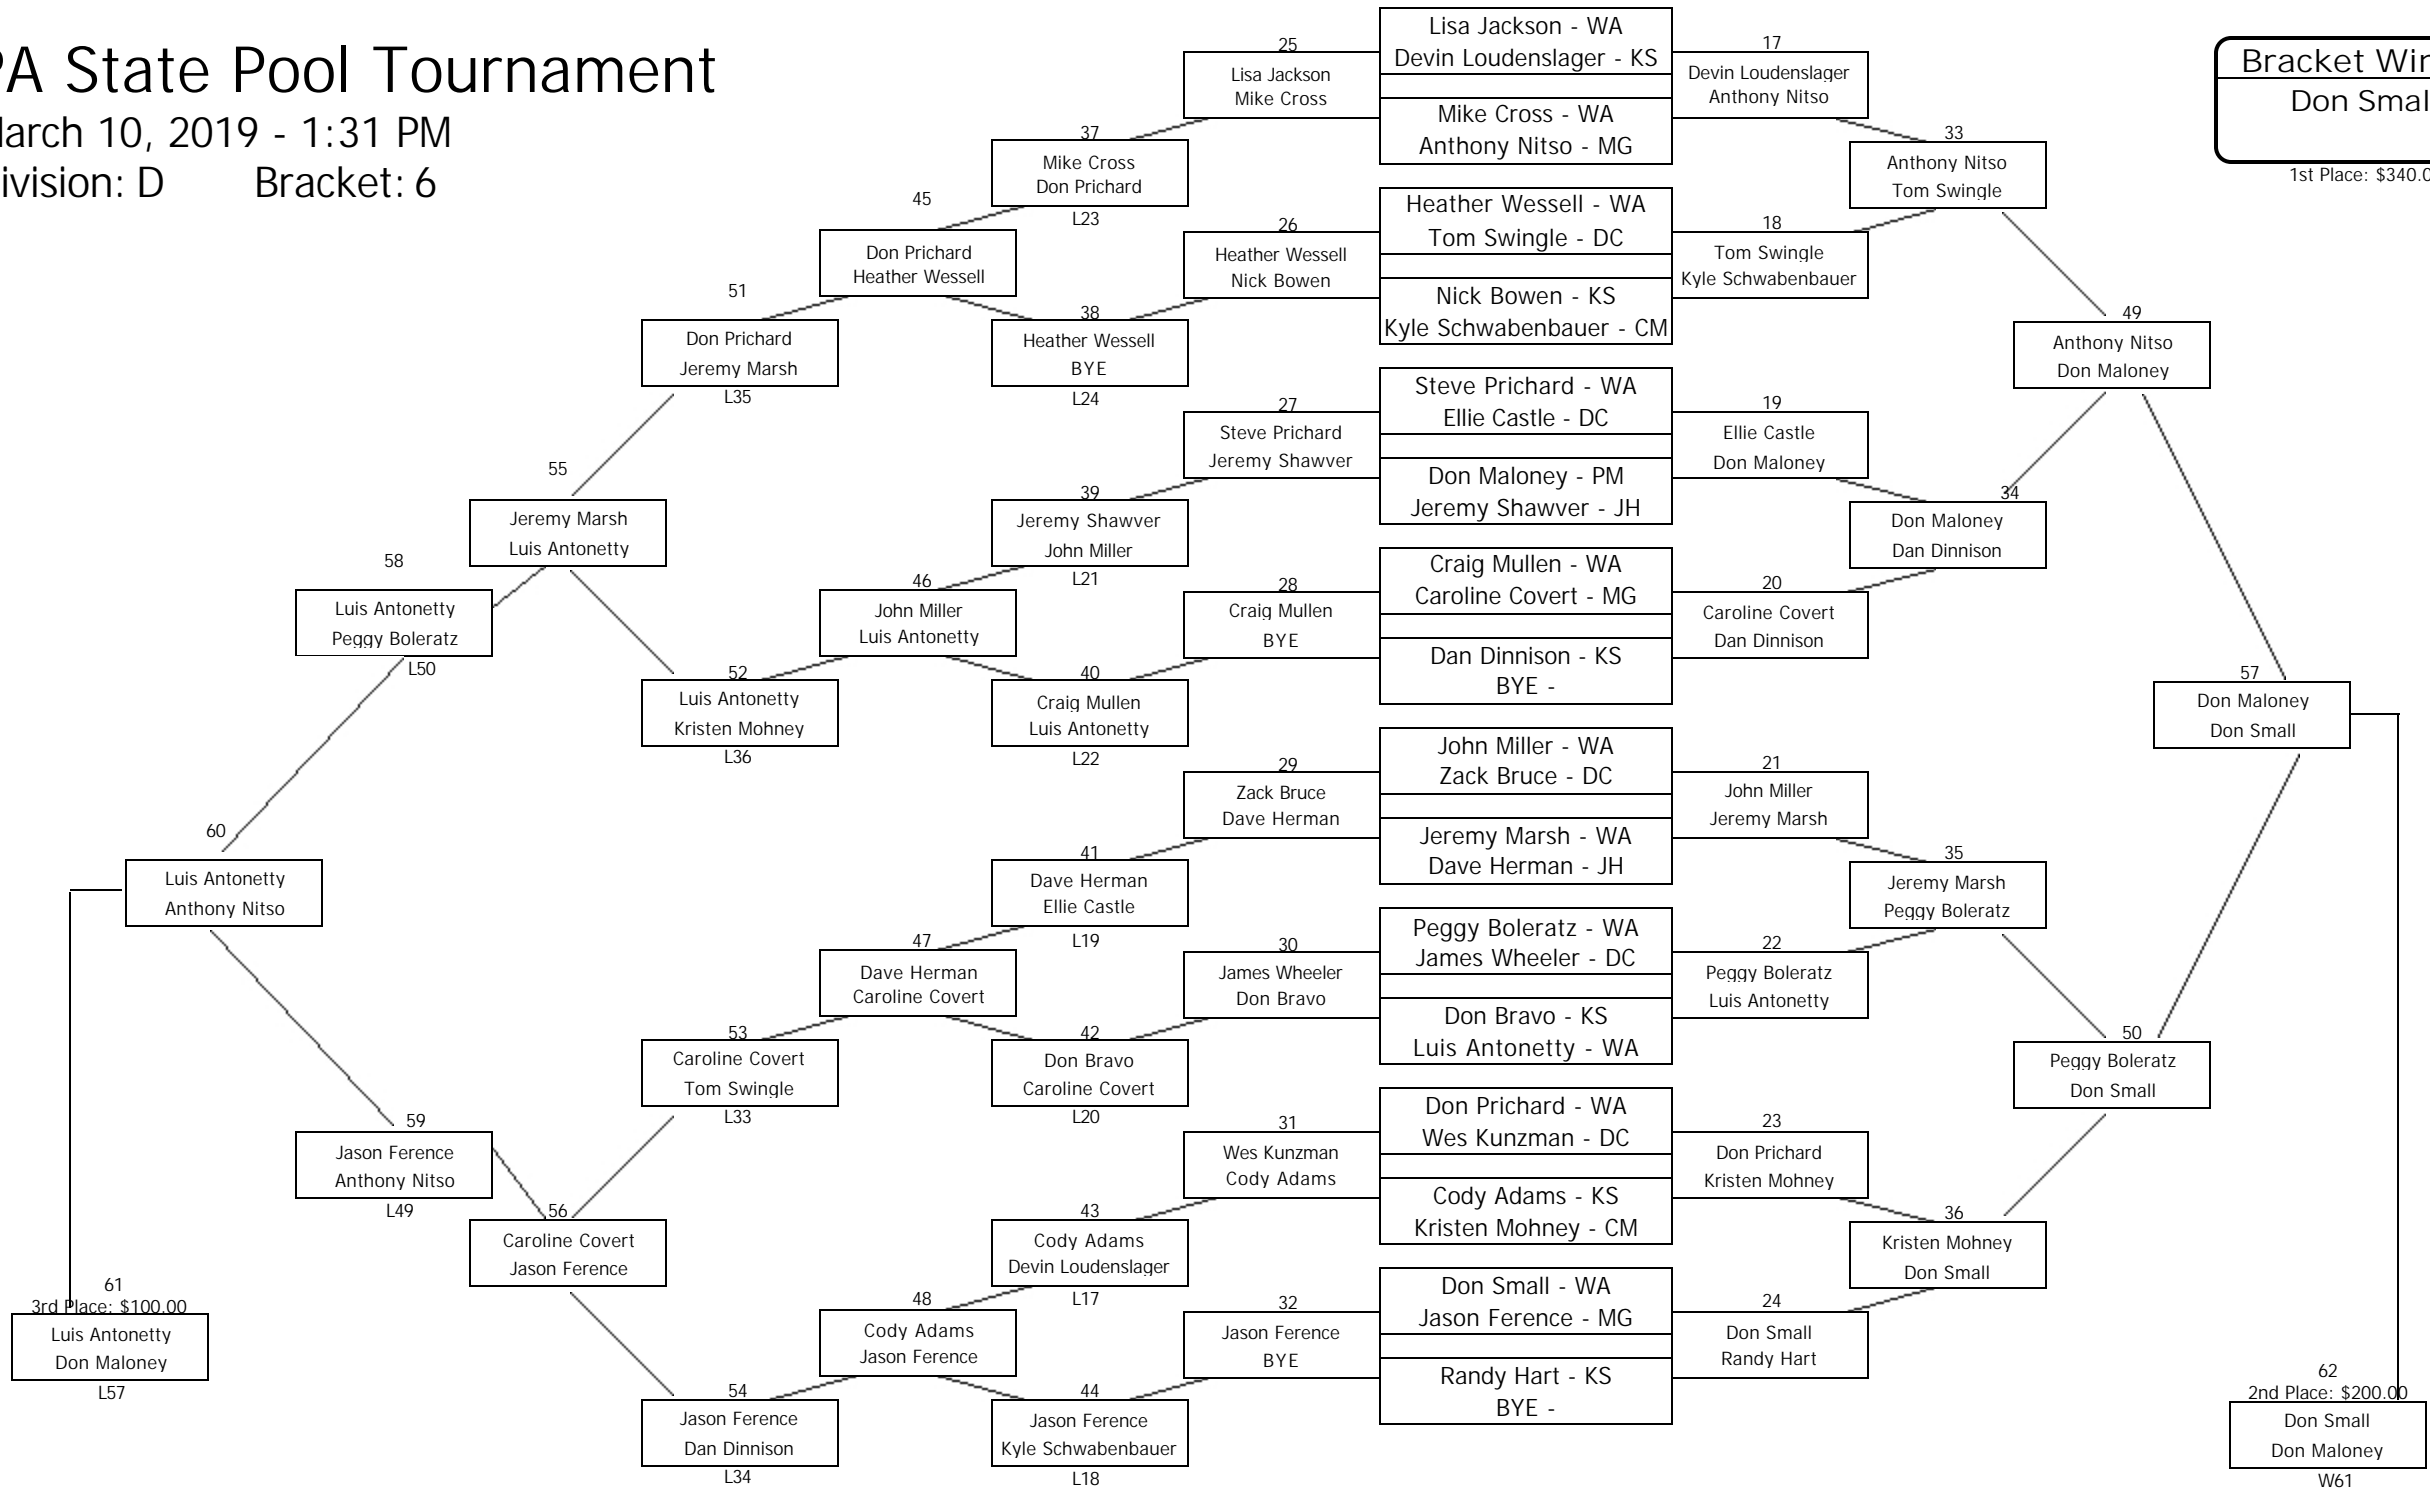 PA State Pool Tournament
March 10, 2019 - 1:31 PM
Division: D Bracket: 6
Bracket Win
Don Smal
1st Place: $340.0
Lisa Jackson - WA
Devin Loudenslager - KS
Mike Cross - WA
Anthony Nitso - MG
Heather Wessell - WA
Tom Swingle - DC
Nick Bowen - KS
Kyle Schwabenbauer - CM
Steve Prichard - WA
Ellie Castle - DC
Don Maloney - PM
Jeremy Shawver - JH
Craig Mullen - WA
Caroline Covert - MG
Dan Dinnison - KS
BYE -
John Miller - WA
Zack Bruce - DC
Jeremy Marsh - WA
Dave Herman - JH
Peggy Boleratz - WA
James Wheeler - DC
Don Bravo - KS
Luis Antonetty - WA
Don Prichard - WA
Wes Kunzman - DC
Cody Adams - KS
Kristen Mohney - CM
Don Small - WA
Jason Ference - MG
Randy Hart - KS
BYE -
17
Devin Loudenslager
Anthony Nitso
18
Tom Swingle
Kyle Schwabenbauer
19
Ellie Castle
Don Maloney
20
Caroline Covert
Dan Dinnison
21
John Miller
Jeremy Marsh
22
Peggy Boleratz
Luis Antonetty
23
Don Prichard
Kristen Mohney
24
Don Small
Randy Hart
25
Lisa Jackson
Mike Cross
26
Heather Wessell
Nick Bowen
27
Steve Prichard
Jeremy Shawver
28
Craig Mullen
BYE
29
Zack Bruce
Dave Herman
30
James Wheeler
Don Bravo
31
Wes Kunzman
Cody Adams
32
Jason Ference
BYE
33
Anthony Nitso
Tom Swingle
34
Don Maloney
Dan Dinnison
35
Jeremy Marsh
Peggy Boleratz
36
Kristen Mohney
Don Small
37
Mike Cross
Don Prichard
L23
38
Heather Wessell
BYE
L24
39
Jeremy Shawver
John Miller
L21
40
Craig Mullen
Luis Antonetty
L22
41
Dave Herman
Ellie Castle
L19
42
Don Bravo
Caroline Covert
L20
43
Cody Adams
Devin Loudenslager
L17
44
Jason Ference
Kyle Schwabenbauer
L18
45
Don Prichard
Heather Wessell
46
John Miller
Luis Antonetty
47
Dave Herman
Caroline Covert
48
Cody Adams
Jason Ference
49
Anthony Nitso
Don Maloney
50
Peggy Boleratz
Don Small
51
Don Prichard
Jeremy Marsh
L35
52
Luis Antonetty
Kristen Mohney
L36
53
Caroline Covert
Tom Swingle
L33
54
Jason Ference
Dan Dinnison
L34
55
Jeremy Marsh
Luis Antonetty
56
Caroline Covert
Jason Ference
57
Don Maloney
Don Small
58
Luis Antonetty
Peggy Boleratz
L50
59
Jason Ference
Anthony Nitso
L49
60
Luis Antonetty
Anthony Nitso
61
3rd Place: $100.00
Luis Antonetty
Don Maloney
L57
62
2nd Place: $200.00
Don Small
Don Maloney
W61